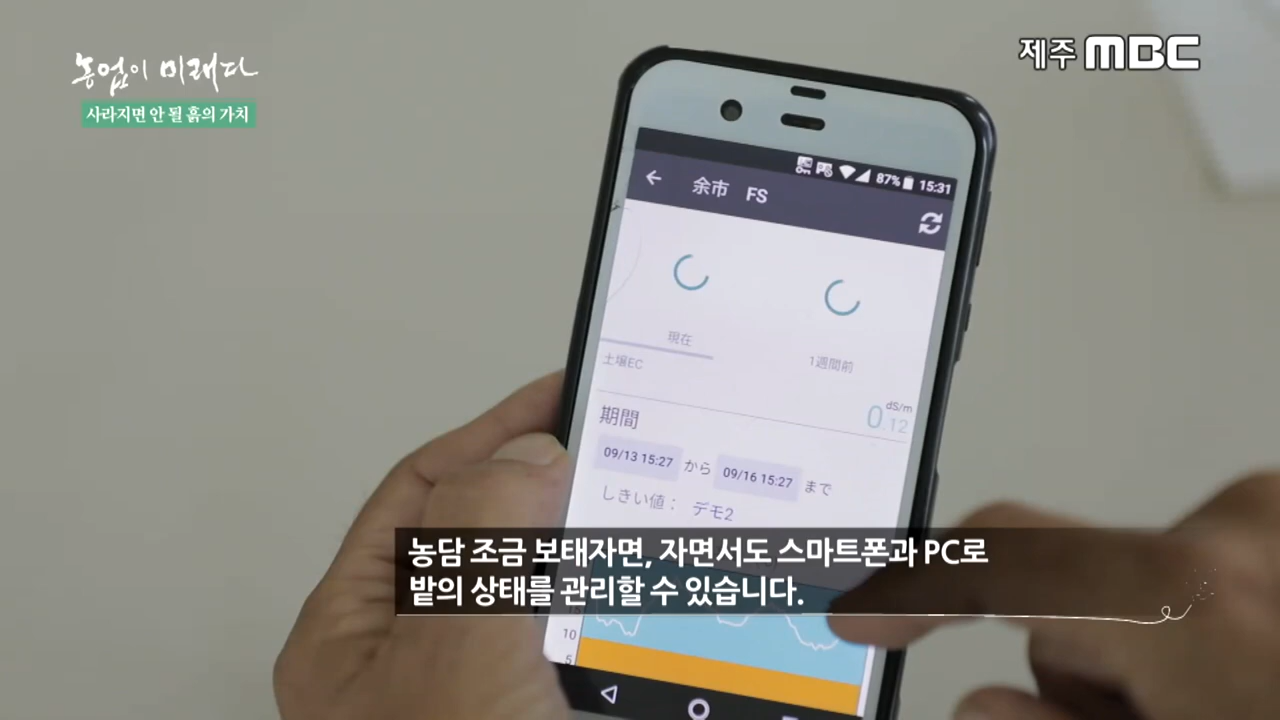 농업이 미래다
사라지면 안 될 흙의 가치
제주 MBC
87% 15:31
余市 FS
現在
1週間前
土壌EC
dS/m
0.12
期間
09/13 15:27 から 09/16 15:27 まで
しきい値： デモ2
농담 조금 보태자면, 자면서도 스마트폰과 PC로
밭의 상태를 관리할 수 있습니다.
10
5